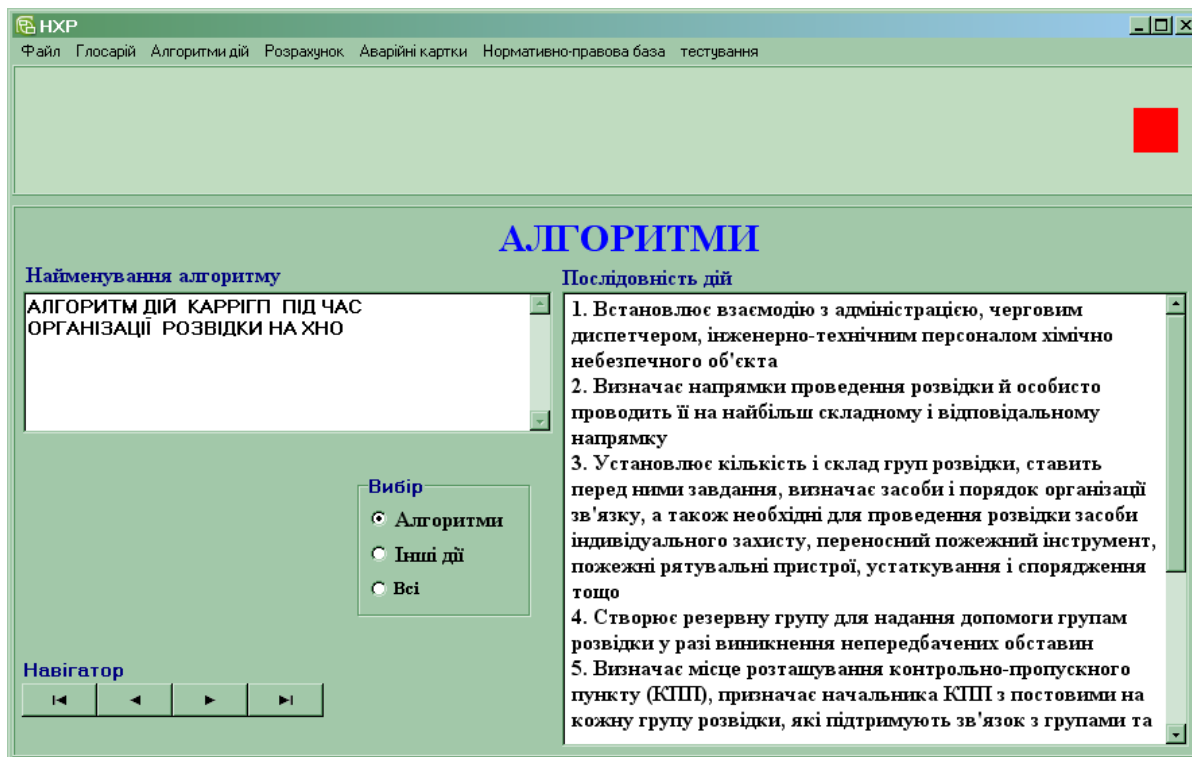 НХР
Файл Глосарій Алгоритми дій Розрахунок Аварійні картки Нормативно-правова база тестування
АЛГОРИТМИ
Найменування алгоритму
АЛГОРИТМ ДІЙ КАРРІГП ПІД ЧАС
ОРГАНІЗАЦІЇ РОЗВІДКИ НА ХНО
Вибір
Алгоритми
Інші дії
Всі
Навігатор
Послідовність дій
1. Встановлює взаємодію з адміністрацією, черговим
диспетчером, інженерно-технічним персоналом хімічно
небезпечного об'єкта
2. Визначає напрямки проведення розвідки й особисто
проводить її на найбільш складному і відповідальному
напрямку
3. Установлює кількість і склад груп розвідки, ставить
перед ними завдання, визначає засоби і порядок організації
зв'язку, а також необхідні для проведення розвідки засоби
індивідуального захисту, переносний пожежний інструмент,
пожежні рятувальні пристрої, устаткування і спорядження
тощо
4. Створює резервну групу для надання допомоги групам
розвідки у разі виникнення непередбачених обставин
5. Визначає місце розташування контрольно-пропускного
пункту (КПП), призначає начальника КПП з постовими на
кожну групу розвідки, які підтримують зв'язок з групами та